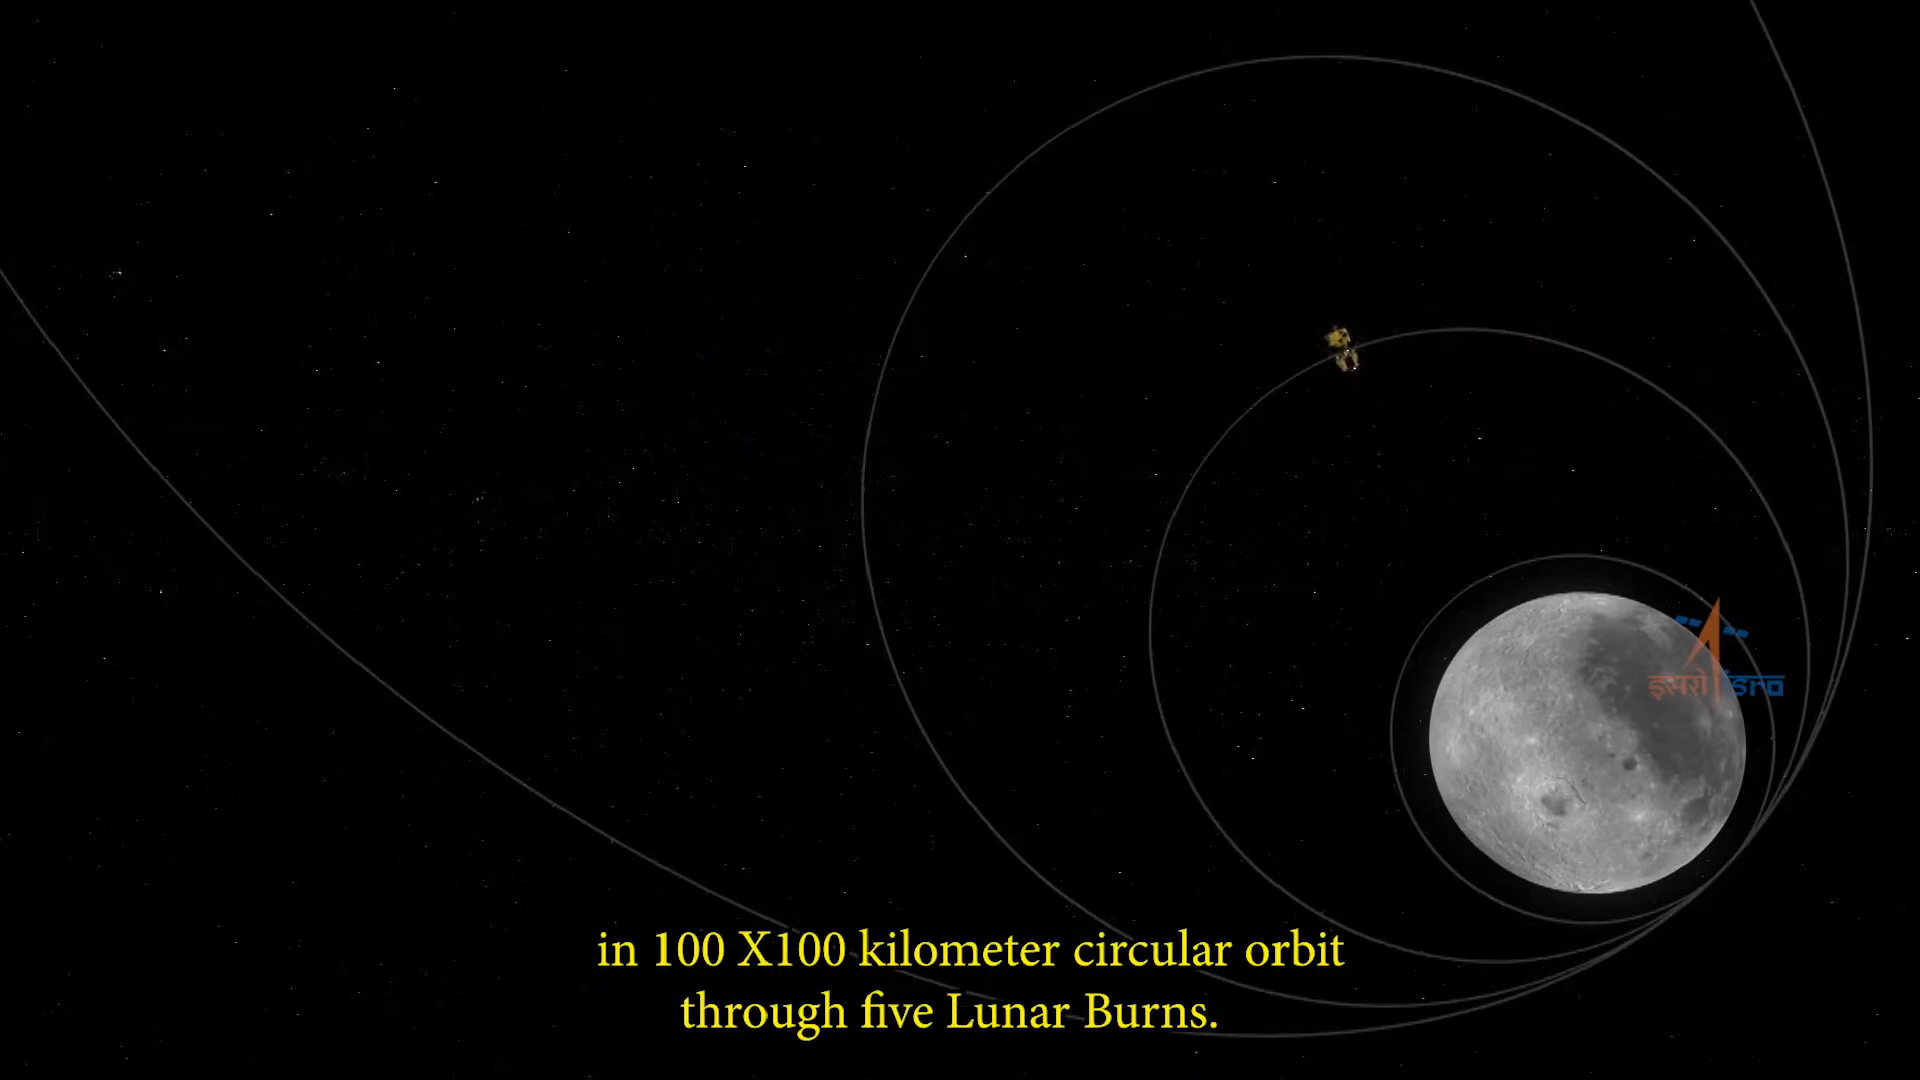 इसरो isro
in 100 X100 kilometer circular orbit
through five Lunar Burns.